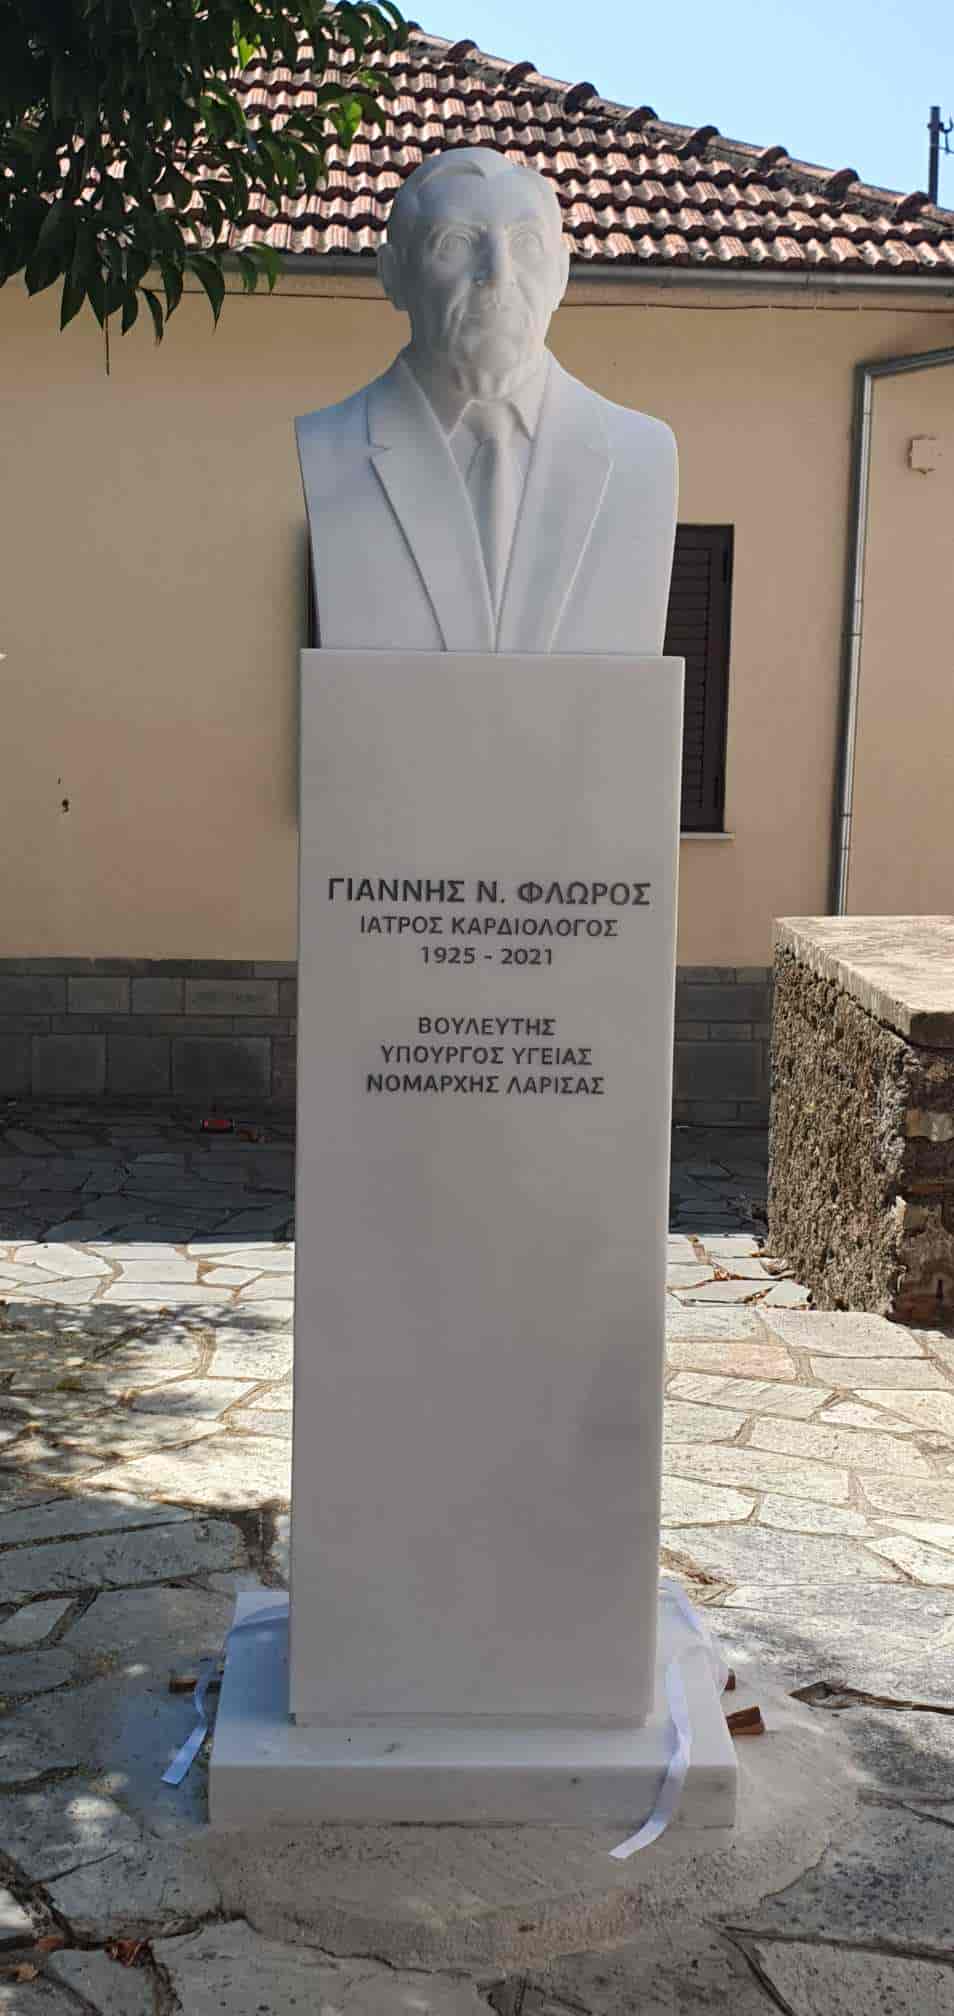 ΓΙΑΝΝΗΣ Ν. ΦΛΩΡΟΣ
ΙΑΤΡΟΣ ΚΑΡΔΙΟΛΟΓΟΣ
1925 - 2021
ΒΟΥΛΕΥΤΗΣ
ΥΠΟΥΡΓΟΣ ΥΓΕΙΑΣ
ΝΟΜΑΡΧΗΣ ΛΑΡΙΣΑΣ